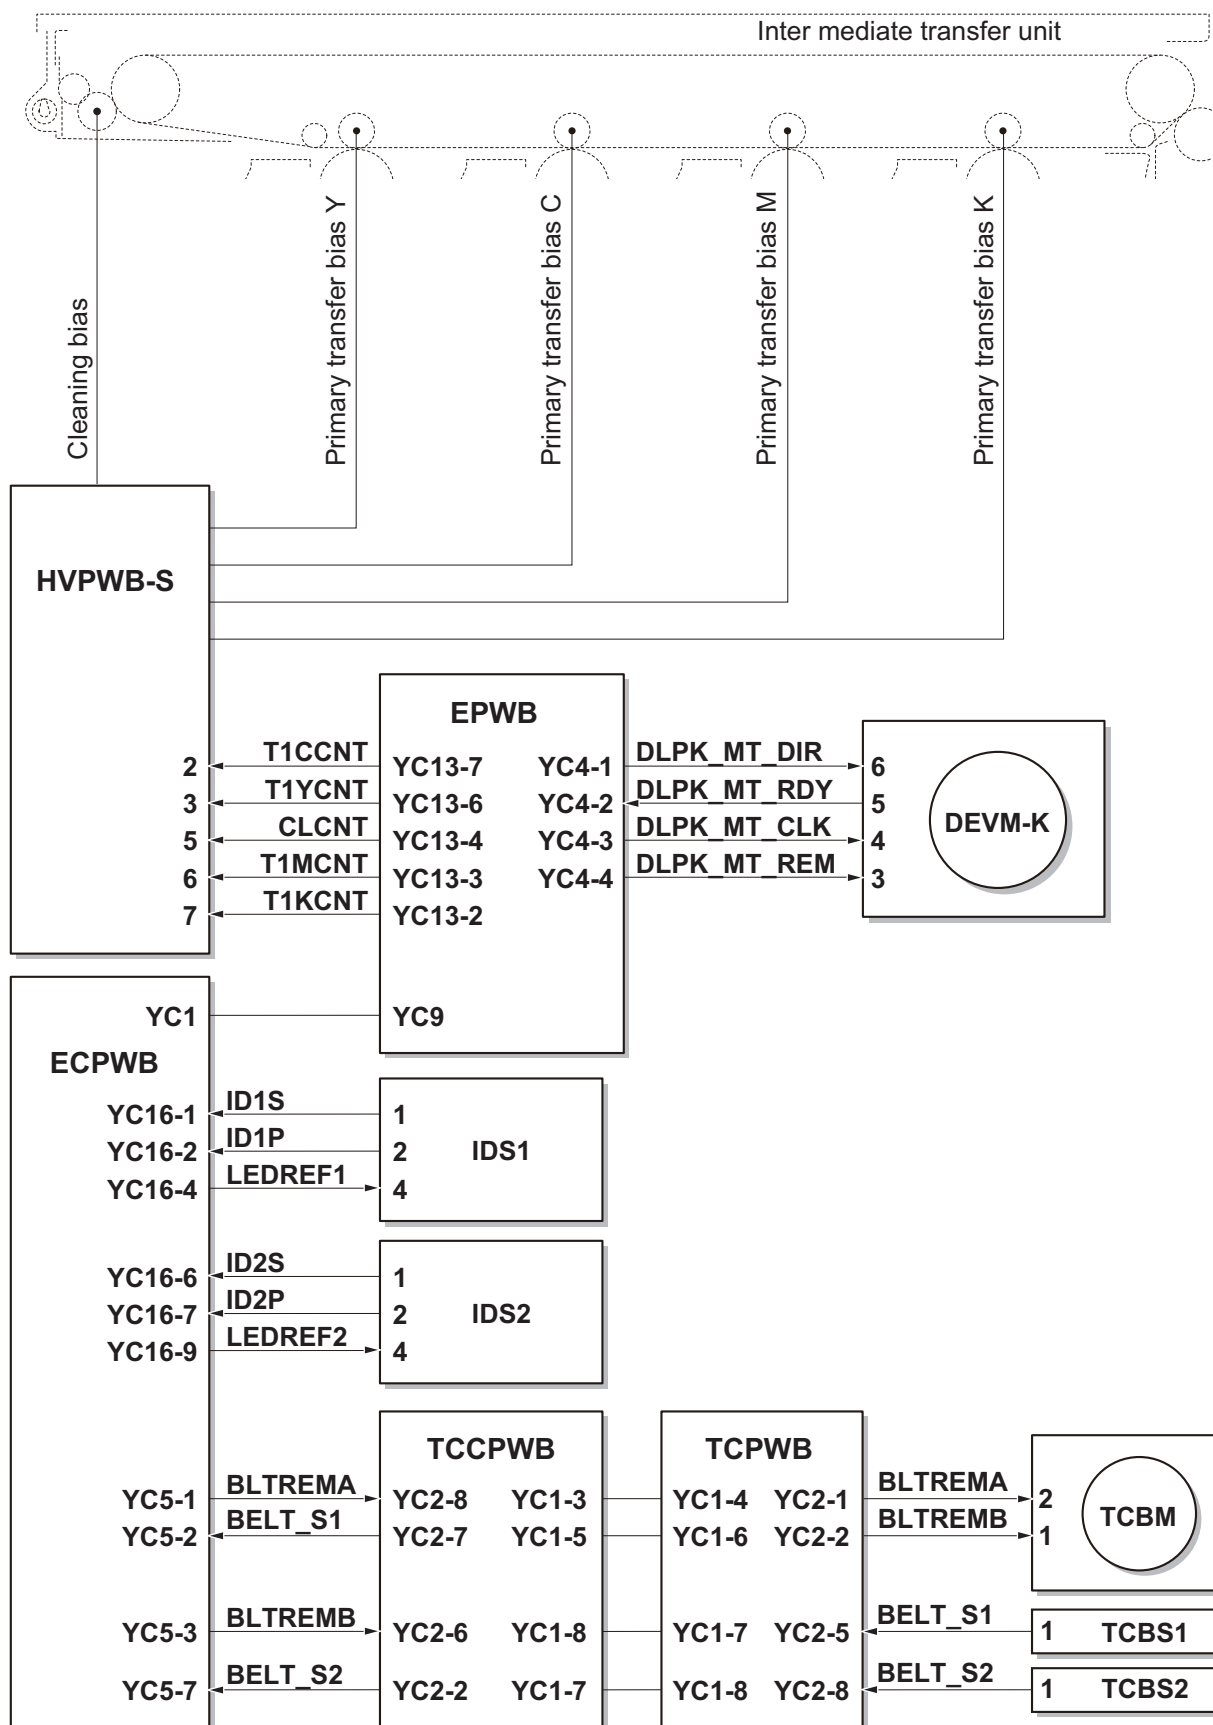 Inter mediate transfer unit
Cleaning bias
Primary transfer bias Y
Primary transfer bias C
Primary transfer bias M
Primary transfer bias K
HVPWB-S
EPWB
2 T1CCNT YC13-7 YC4-1 DLPK_MT_DIR 6
3 T1YCNT YC13-6 YC4-2 DLPK_MT_RDY 5
5 CLCNT YC13-4 YC4-3 DLPK_MT_CLK 4
6 T1MCNT YC13-3 YC4-4 DLPK_MT_REM 3
7 T1KCNT YC13-2
DEVM-K
YC1 YC9
ECPWB
YC16-1 ID1S 1
YC16-2 ID1P 2 IDS1
YC16-4 LEDREF1 4
YC16-6 ID2S 1
YC16-7 ID2P 2 IDS2
YC16-9 LEDREF2 4
TCCPWB TCPWB
YC5-1 BLTREMA YC2-8 YC1-3 YC1-4 YC2-1 BLTREMA 2
YC5-2 BELT_S1 YC2-7 YC1-5 YC1-6 YC2-2 BLTREMB 1
TCBM
YC5-3 BLTREMB YC2-6 YC1-8 YC1-7 YC2-5 BELT_S1 1 TCBS1
YC5-7 BELT_S2 YC2-2 YC1-7 YC1-8 YC2-8 BELT_S2 1 TCBS2